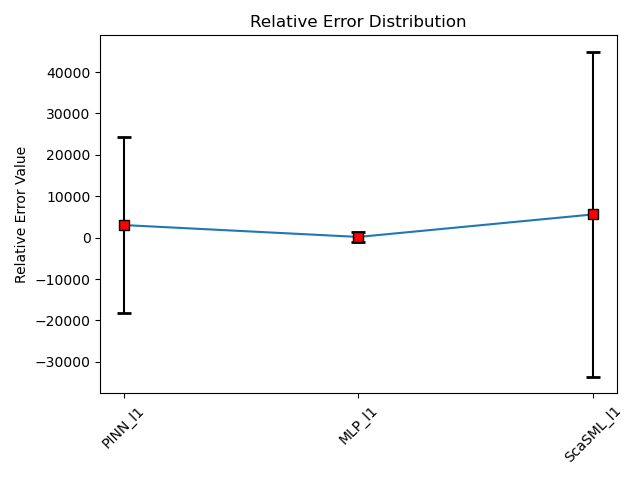 Relative Error Distribution
Relative Error Value
40000
30000
20000
10000
0
−10000
−20000
−30000
PINN_l1
MLP_l1
ScaSML_l1